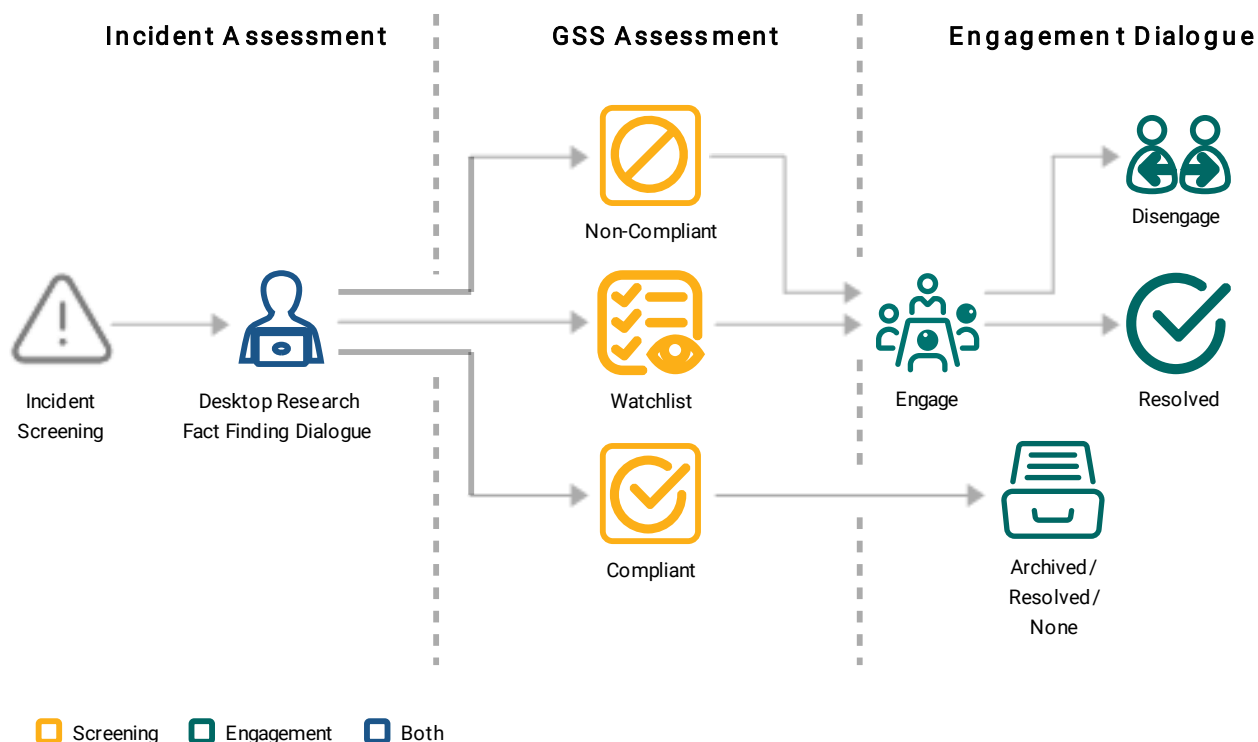 Incident Assessment
GSS Assessment
Engagement Dialogue
Non-Compliant
Disengage
Incident
Screening
Desktop Research
Fact Finding Dialogue
Watchlist
Engage
Resolved
Compliant
Archived/
Resolved/
None
Screening
Engagement
Both